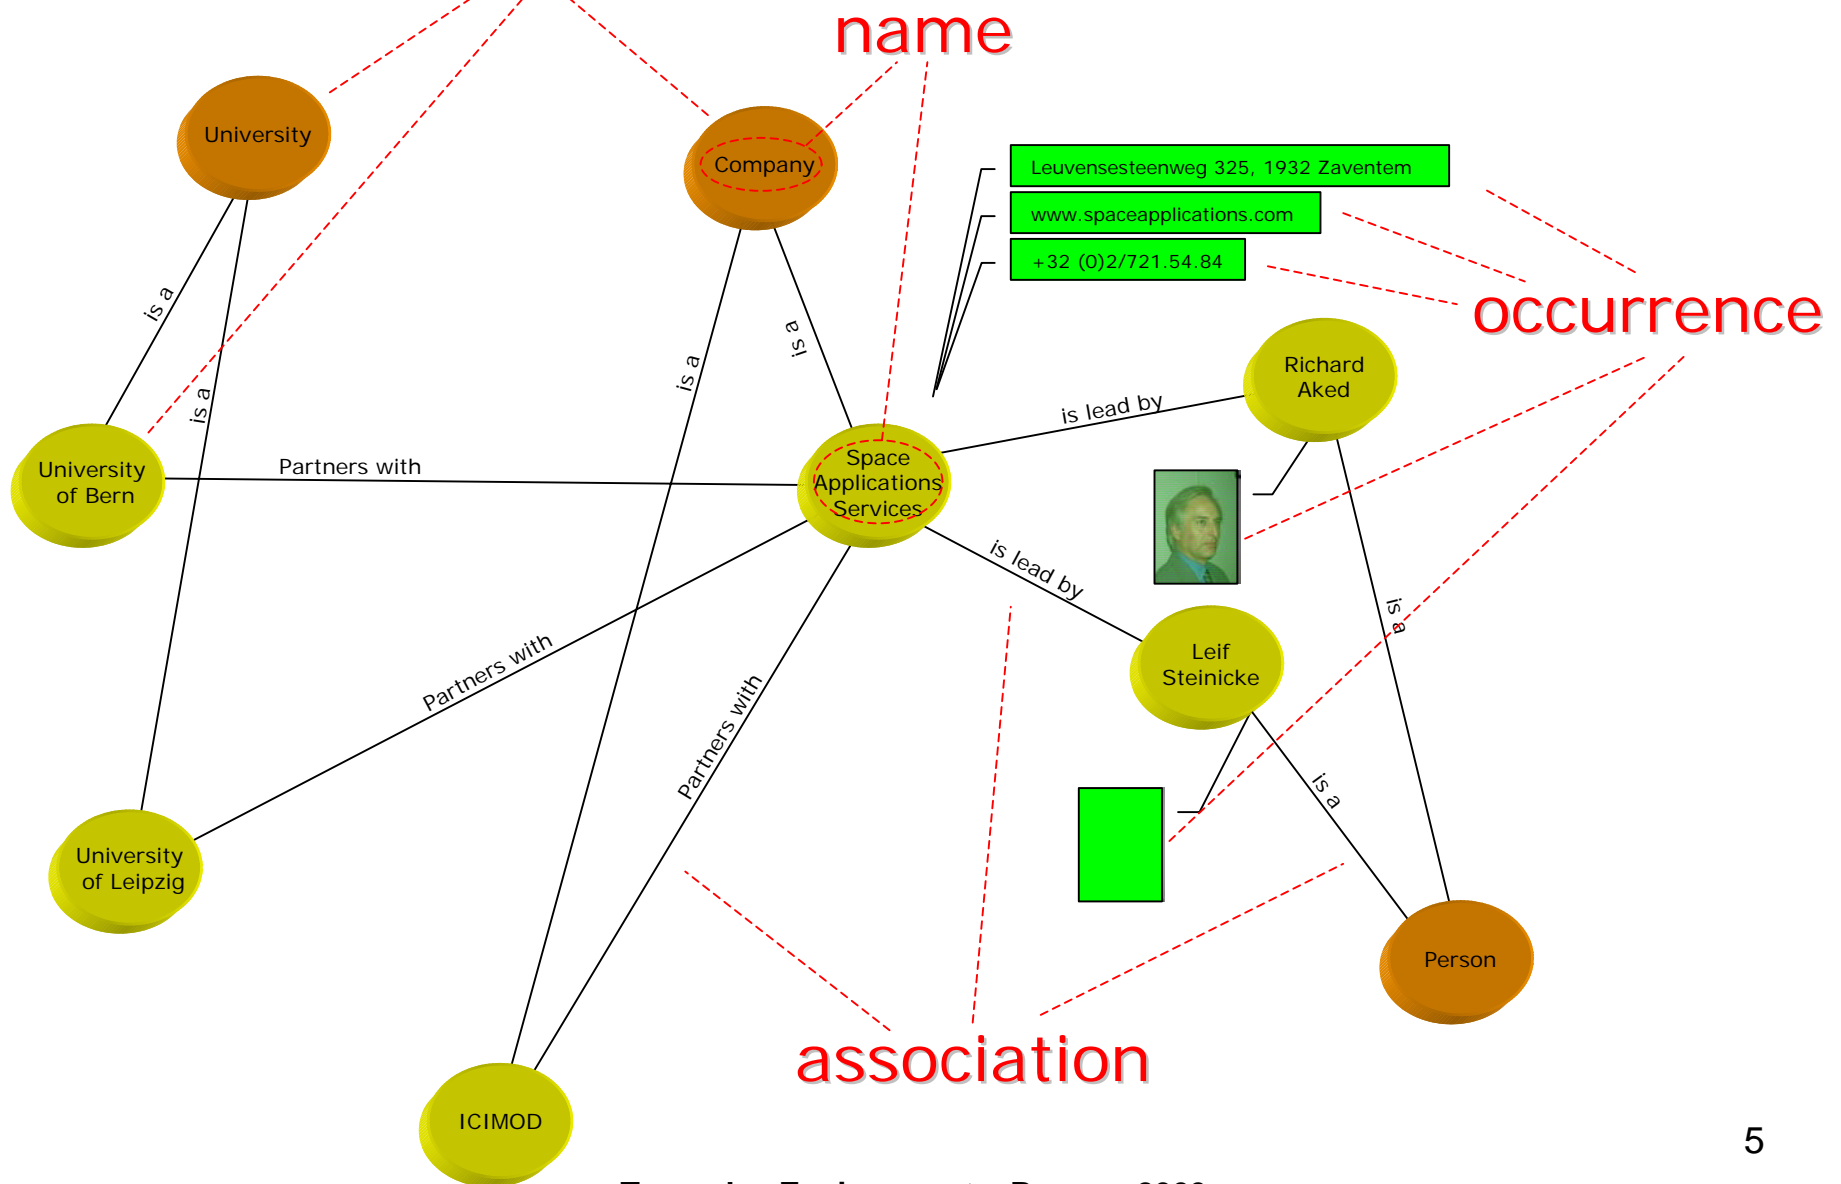 name
University
Company
Leuvensesteenweg 325, 1932 Zaventem
www.spaceapplications.com
+32 (0)2/721.54.84
occurrence
is a
is a
is a
is a
Richard
Aked
is lead by
University
of Bern
Partners with
Space
Applications
Services
is lead by
is a
Leif
Steinicke
Partners with
Partners with
is a
University
of Leipzig
Person
association
ICIMOD
5